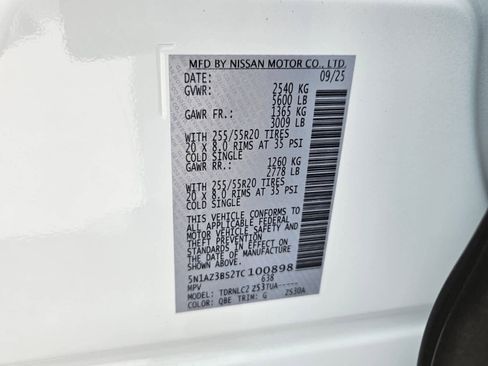 MFD BY NISSAN MOTOR CO., LTD.
DATE: 09/25
GVWR: 2540 KG
5600 LB
GAWR FR.: 1365 KG
3009 LB
WITH 255/55R20 TIRES
20 x 8.0 RIMS AT 35 PSI
COLD SINGLE
GAWR RR.: 1260 KG
2778 LB
WITH 255/55R20 TIRES
20 x 8.0 RIMS AT 35 PSI
COLD SINGLE
THIS VEHICLE CONFORMS TO
ALL APPLICABLE FEDERAL
MOTOR VEHICLE SAFETY AND
THEFT PREVENTION
STANDARDS IN EFFECT ON
THE DATE OF MANUFACTURE
SHOWN ABOVE.
5N1AZ3BS2TC100898
MPV 638
MODEL: TDRNLC2 Z53TUA-----
COLOR: QBE TRIM: G ZS30A